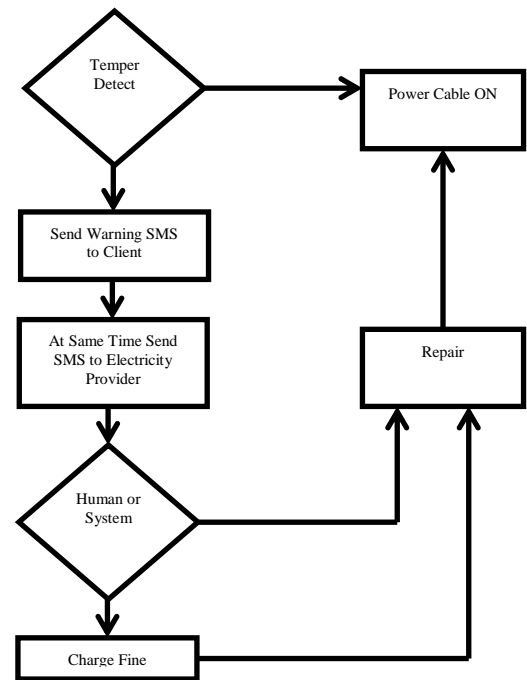 Temper
Detect
Power Cable ON
Send Warning SMS
to Client
At Same Time Send
SMS to Electricity
Provider
Repair
Human or
System
Charge Fine